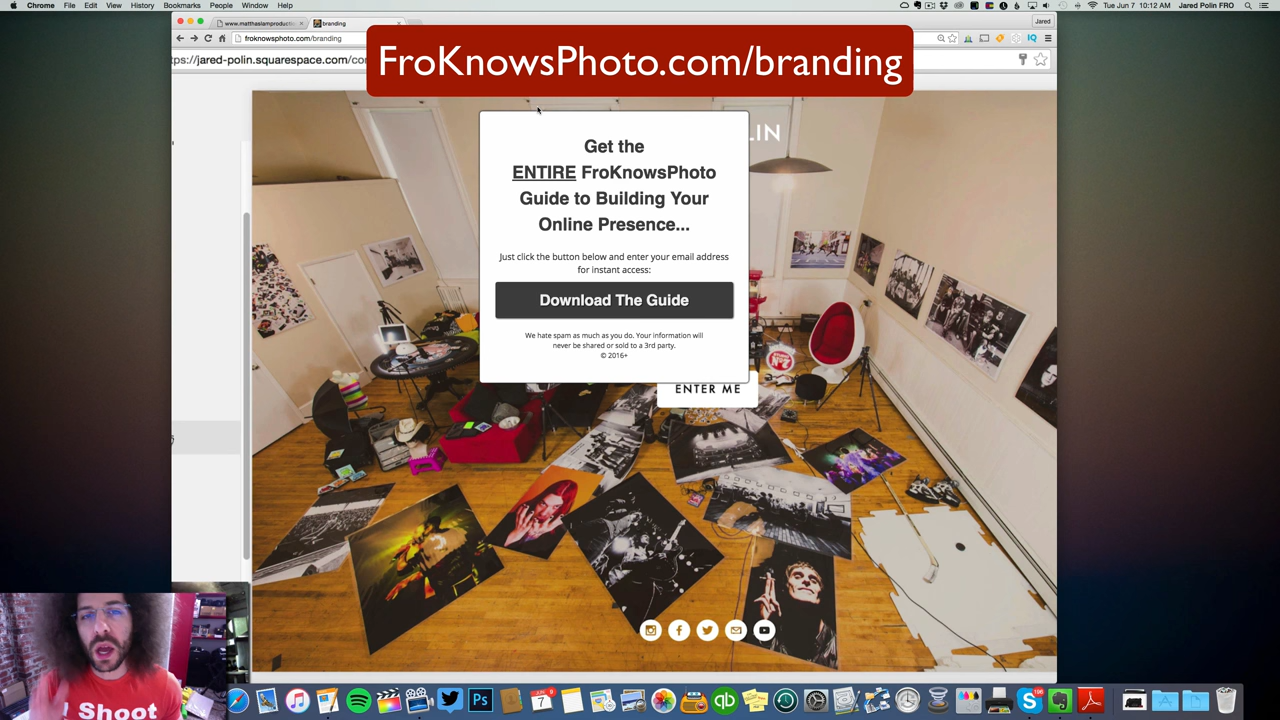 Chrome File Edit View History Bookmarks People Window Help
Tue Jun 7 10:12 AM Jared Polin FRO
branding
Jared
froknowsphoto.com/branding
FroKnowsPhoto.com/branding
LIN
Get the
ENTIRE FroKnowsPhoto
Guide to Building Your
Online Presence...
Just click the button below and enter your email address
for instant access:
Download The Guide
We hate spam as much as you do. Your information will
never be shared or sold to a 3rd party.
© 2016+
ENTER ME
I Shoot